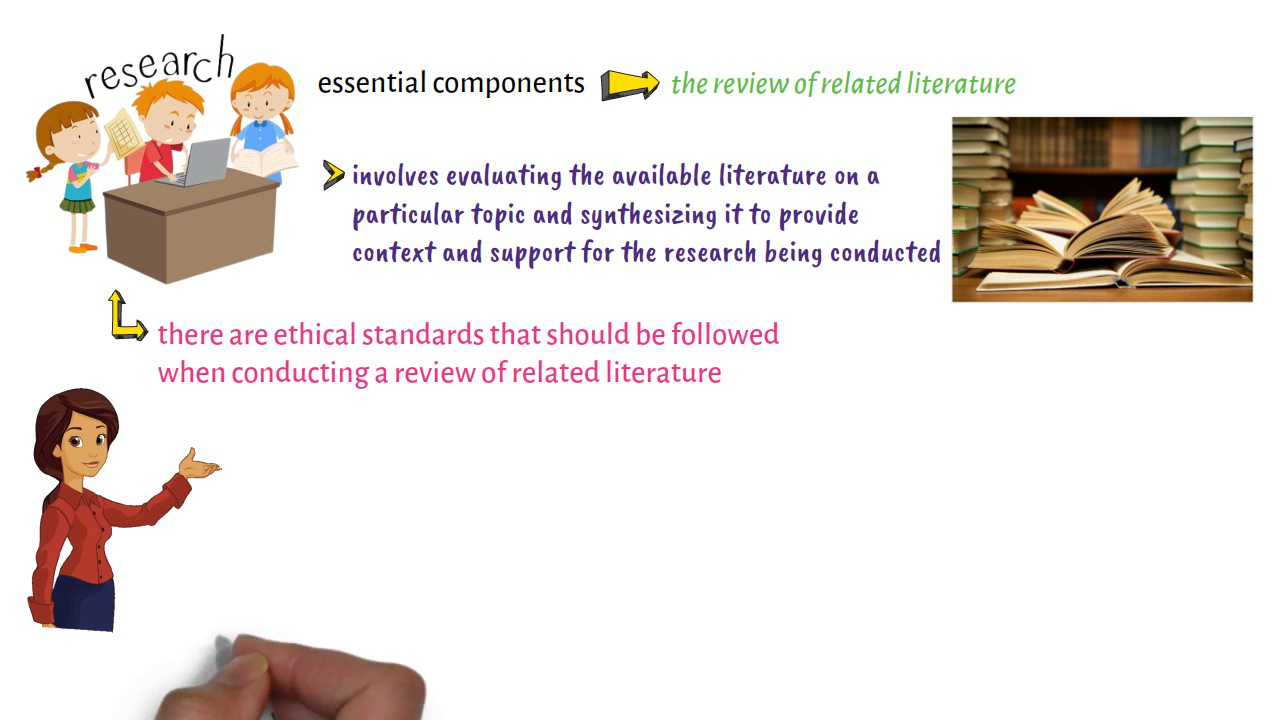 research
essential components
the review of related literature
involves evaluating the available literature on a
particular topic and synthesizing it to provide
context and support for the research being conducted
there are ethical standards that should be followed
when conducting a review of related literature